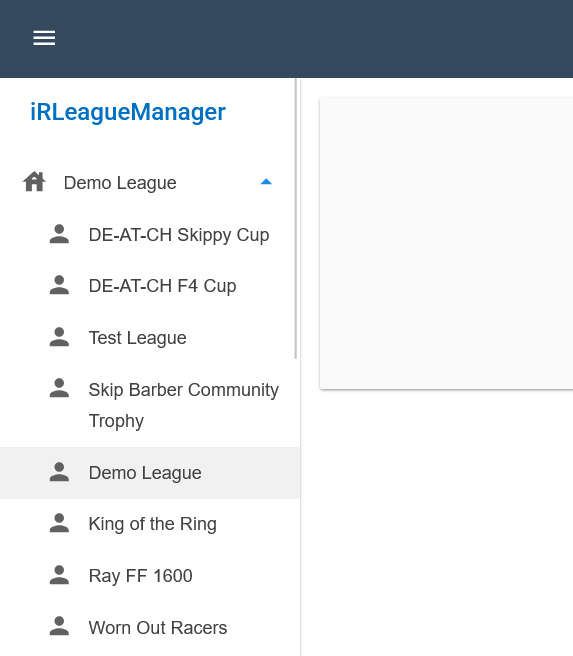 iRLeagueManager
Demo League
DE-AT-CH Skippy Cup
DE-AT-CH F4 Cup
Test League
Skip Barber Community
Trophy
Demo League
King of the Ring
Ray FF 1600
Worn Out Racers